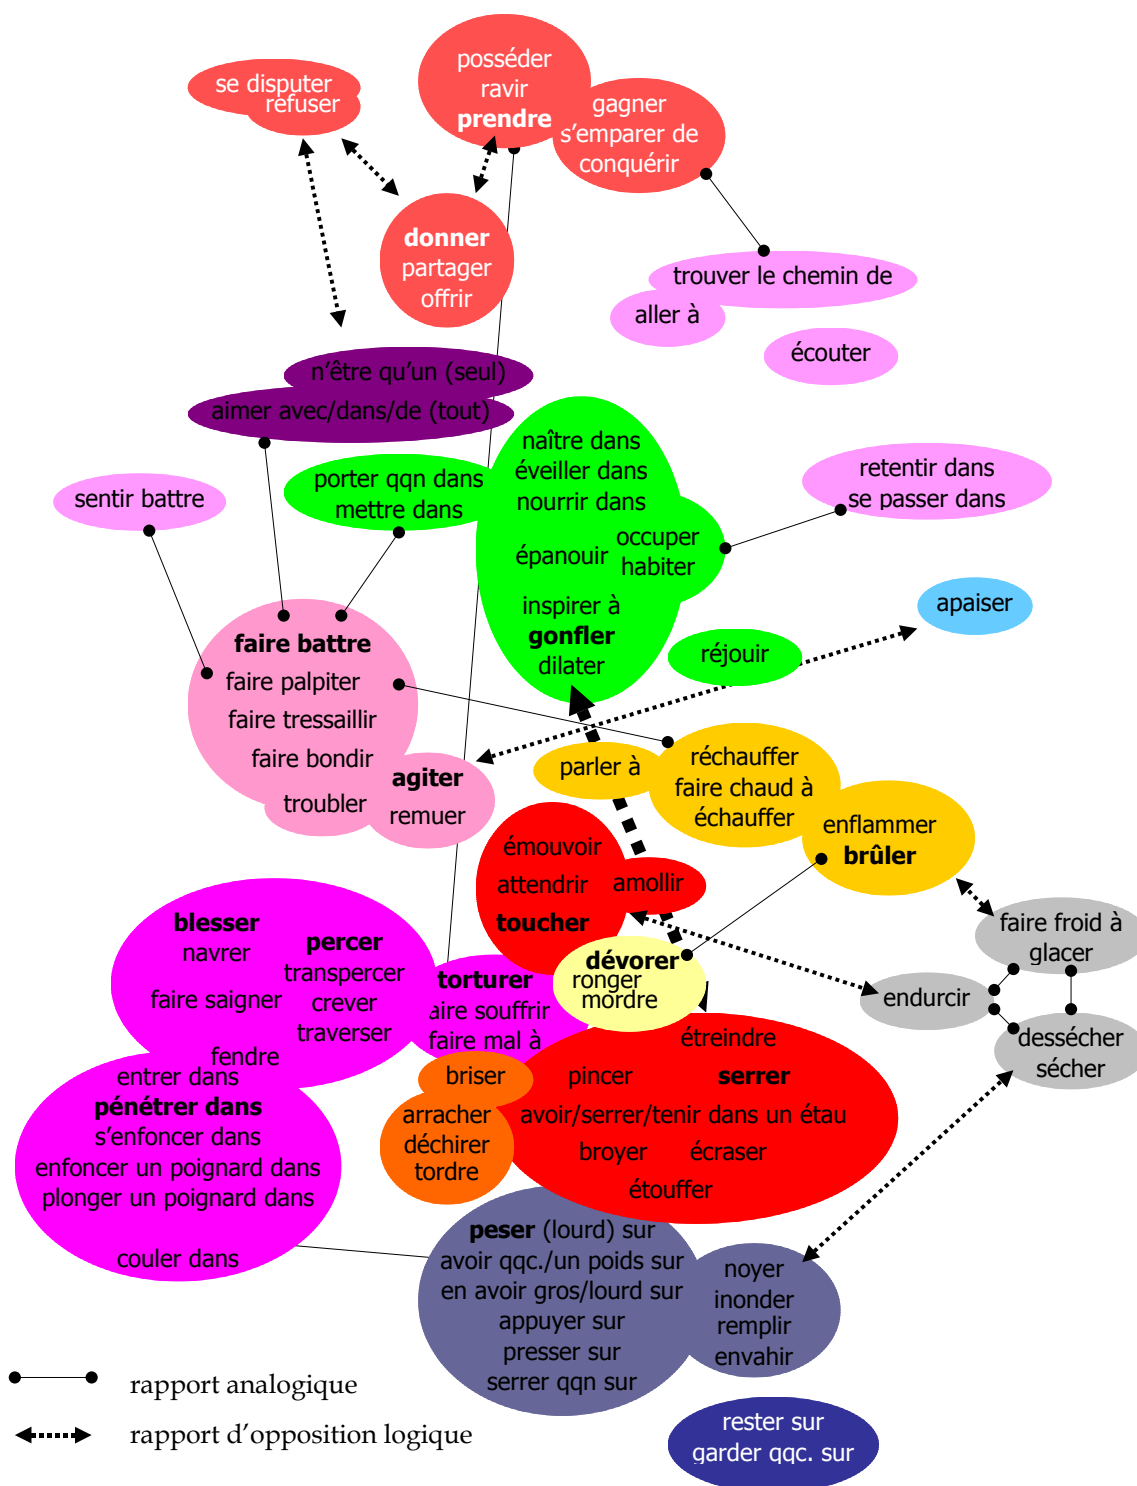 posséder
ravir
prendre
se disputer
refuser
gagner
s'emparer de
conquérir
donner
partager
offrir
trouver le chemin de
aller à
écouter
n'être qu'un (seul)
aimer avec/dans/de (tout)
naître dans
éveiller dans
nourrir dans
porter qqn dans
mettre dans
sentir battre
retentir dans
se passer dans
occuper
habiter
épanouir
inspirer à
gonfler
dilater
apaiser
réjouir
faire battre
faire palpiter
faire tressaillir
faire bondir
agiter
troubler
remuer
parler à
réchauffer
faire chaud à
échauffer
enflammer
brûler
émouvoir
attendrir
amollir
toucher
blesser
navrer
percer
transpercer
faire saigner
crever
traverser
fendre
torturer
aire souffrir
faire mal à
dévorer
ronger
mordre
faire froid à
glacer
endurcir
dessécher
sécher
entrer dans
pénétrer dans
s'enfoncer dans
enfoncer un poignard dans
plonger un poignard dans
couler dans
briser
arracher
déchirer
tordre
étreindre
pincer
serrer
avoir/serrer/tenir dans un étau
broyer
écraser
étouffer
peser (lourd) sur
avoir qqc./un poids sur
en avoir gros/lourd sur
appuyer sur
presser sur
serrer qqn sur
noyer
inonder
remplir
envahir
rester sur
garder qqc. sur
rapport analogique
rapport d'opposition logique